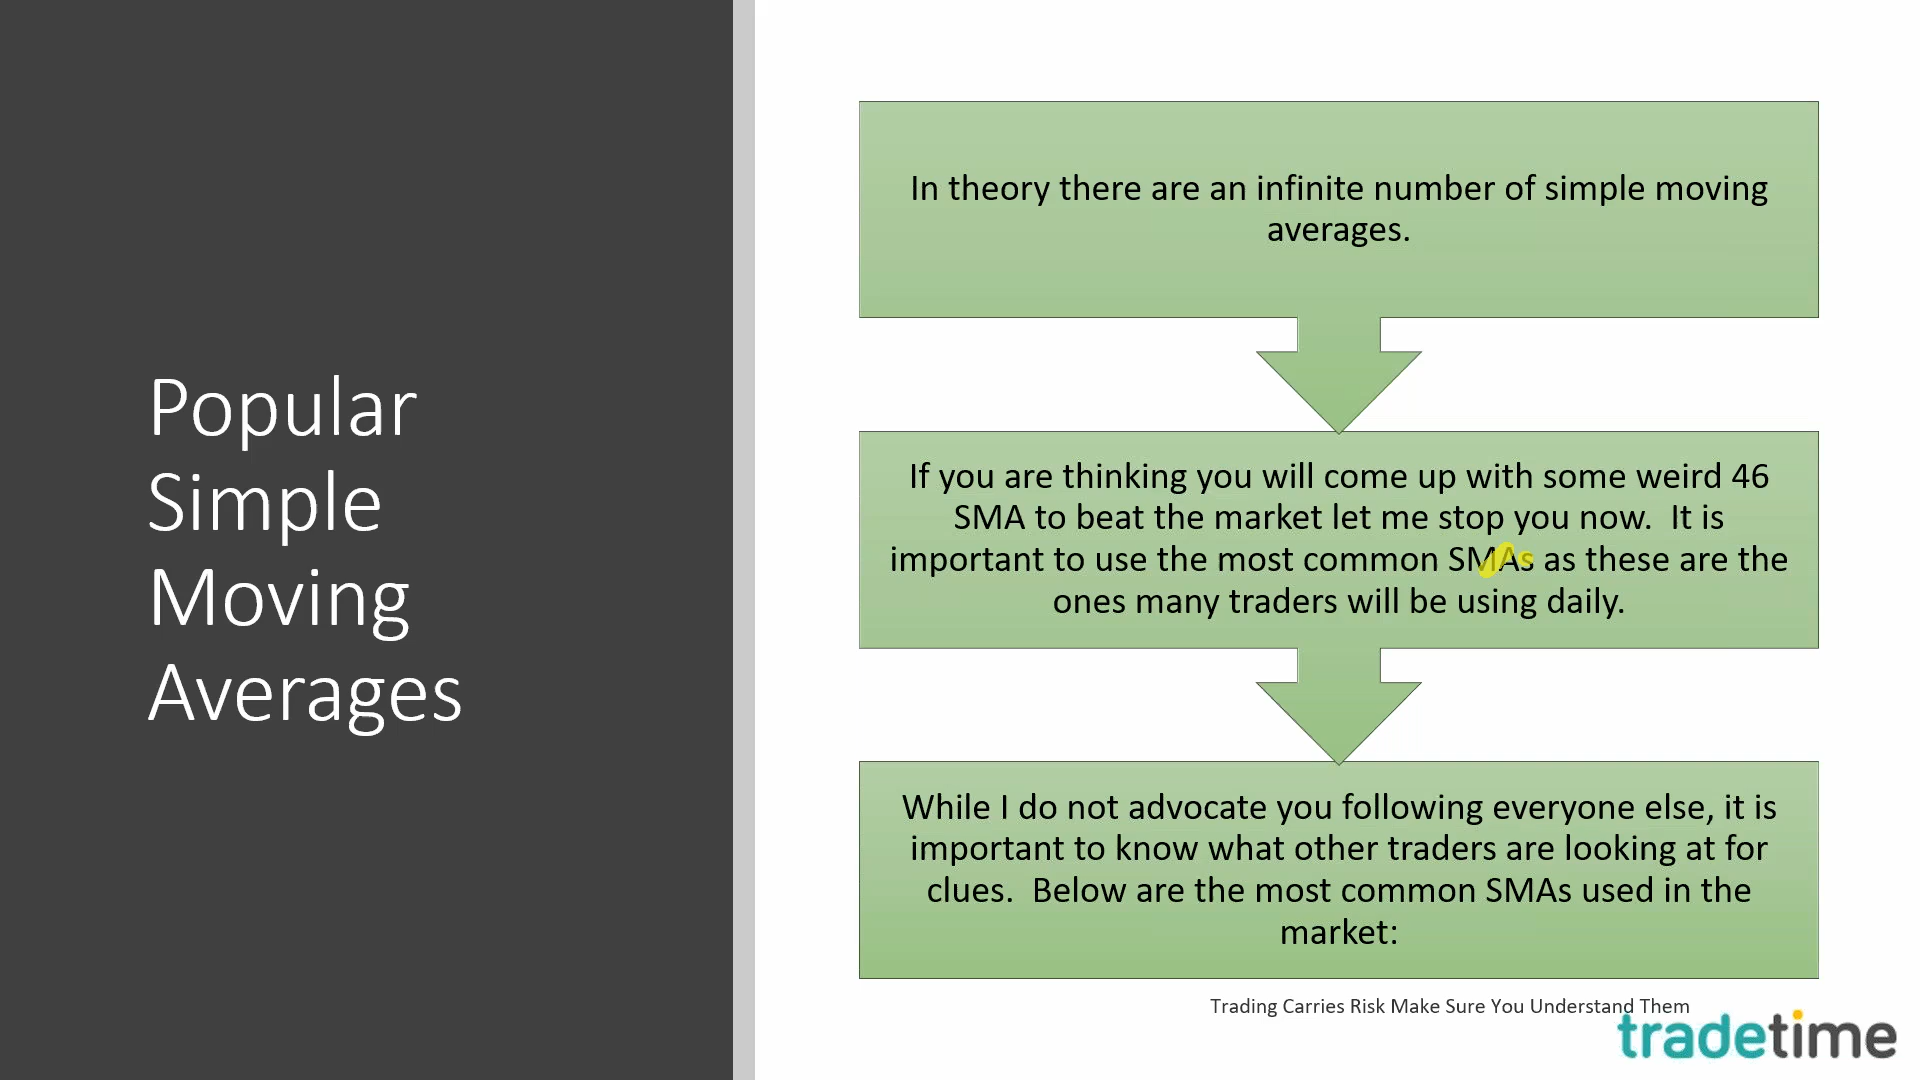 Popular
Simple
Moving
Averages
In theory there are an infinite number of simple moving
averages.
If you are thinking you will come up with some weird 46
SMA to beat the market let me stop you now.  It is
important to use the most common SMAs as these are the
ones many traders will be using daily.
While I do not advocate you following everyone else, it is
important to know what other traders are looking at for
clues.  Below are the most common SMAs used in the
market:
Trading Carries Risk Make Sure You Understand Them
tradetime